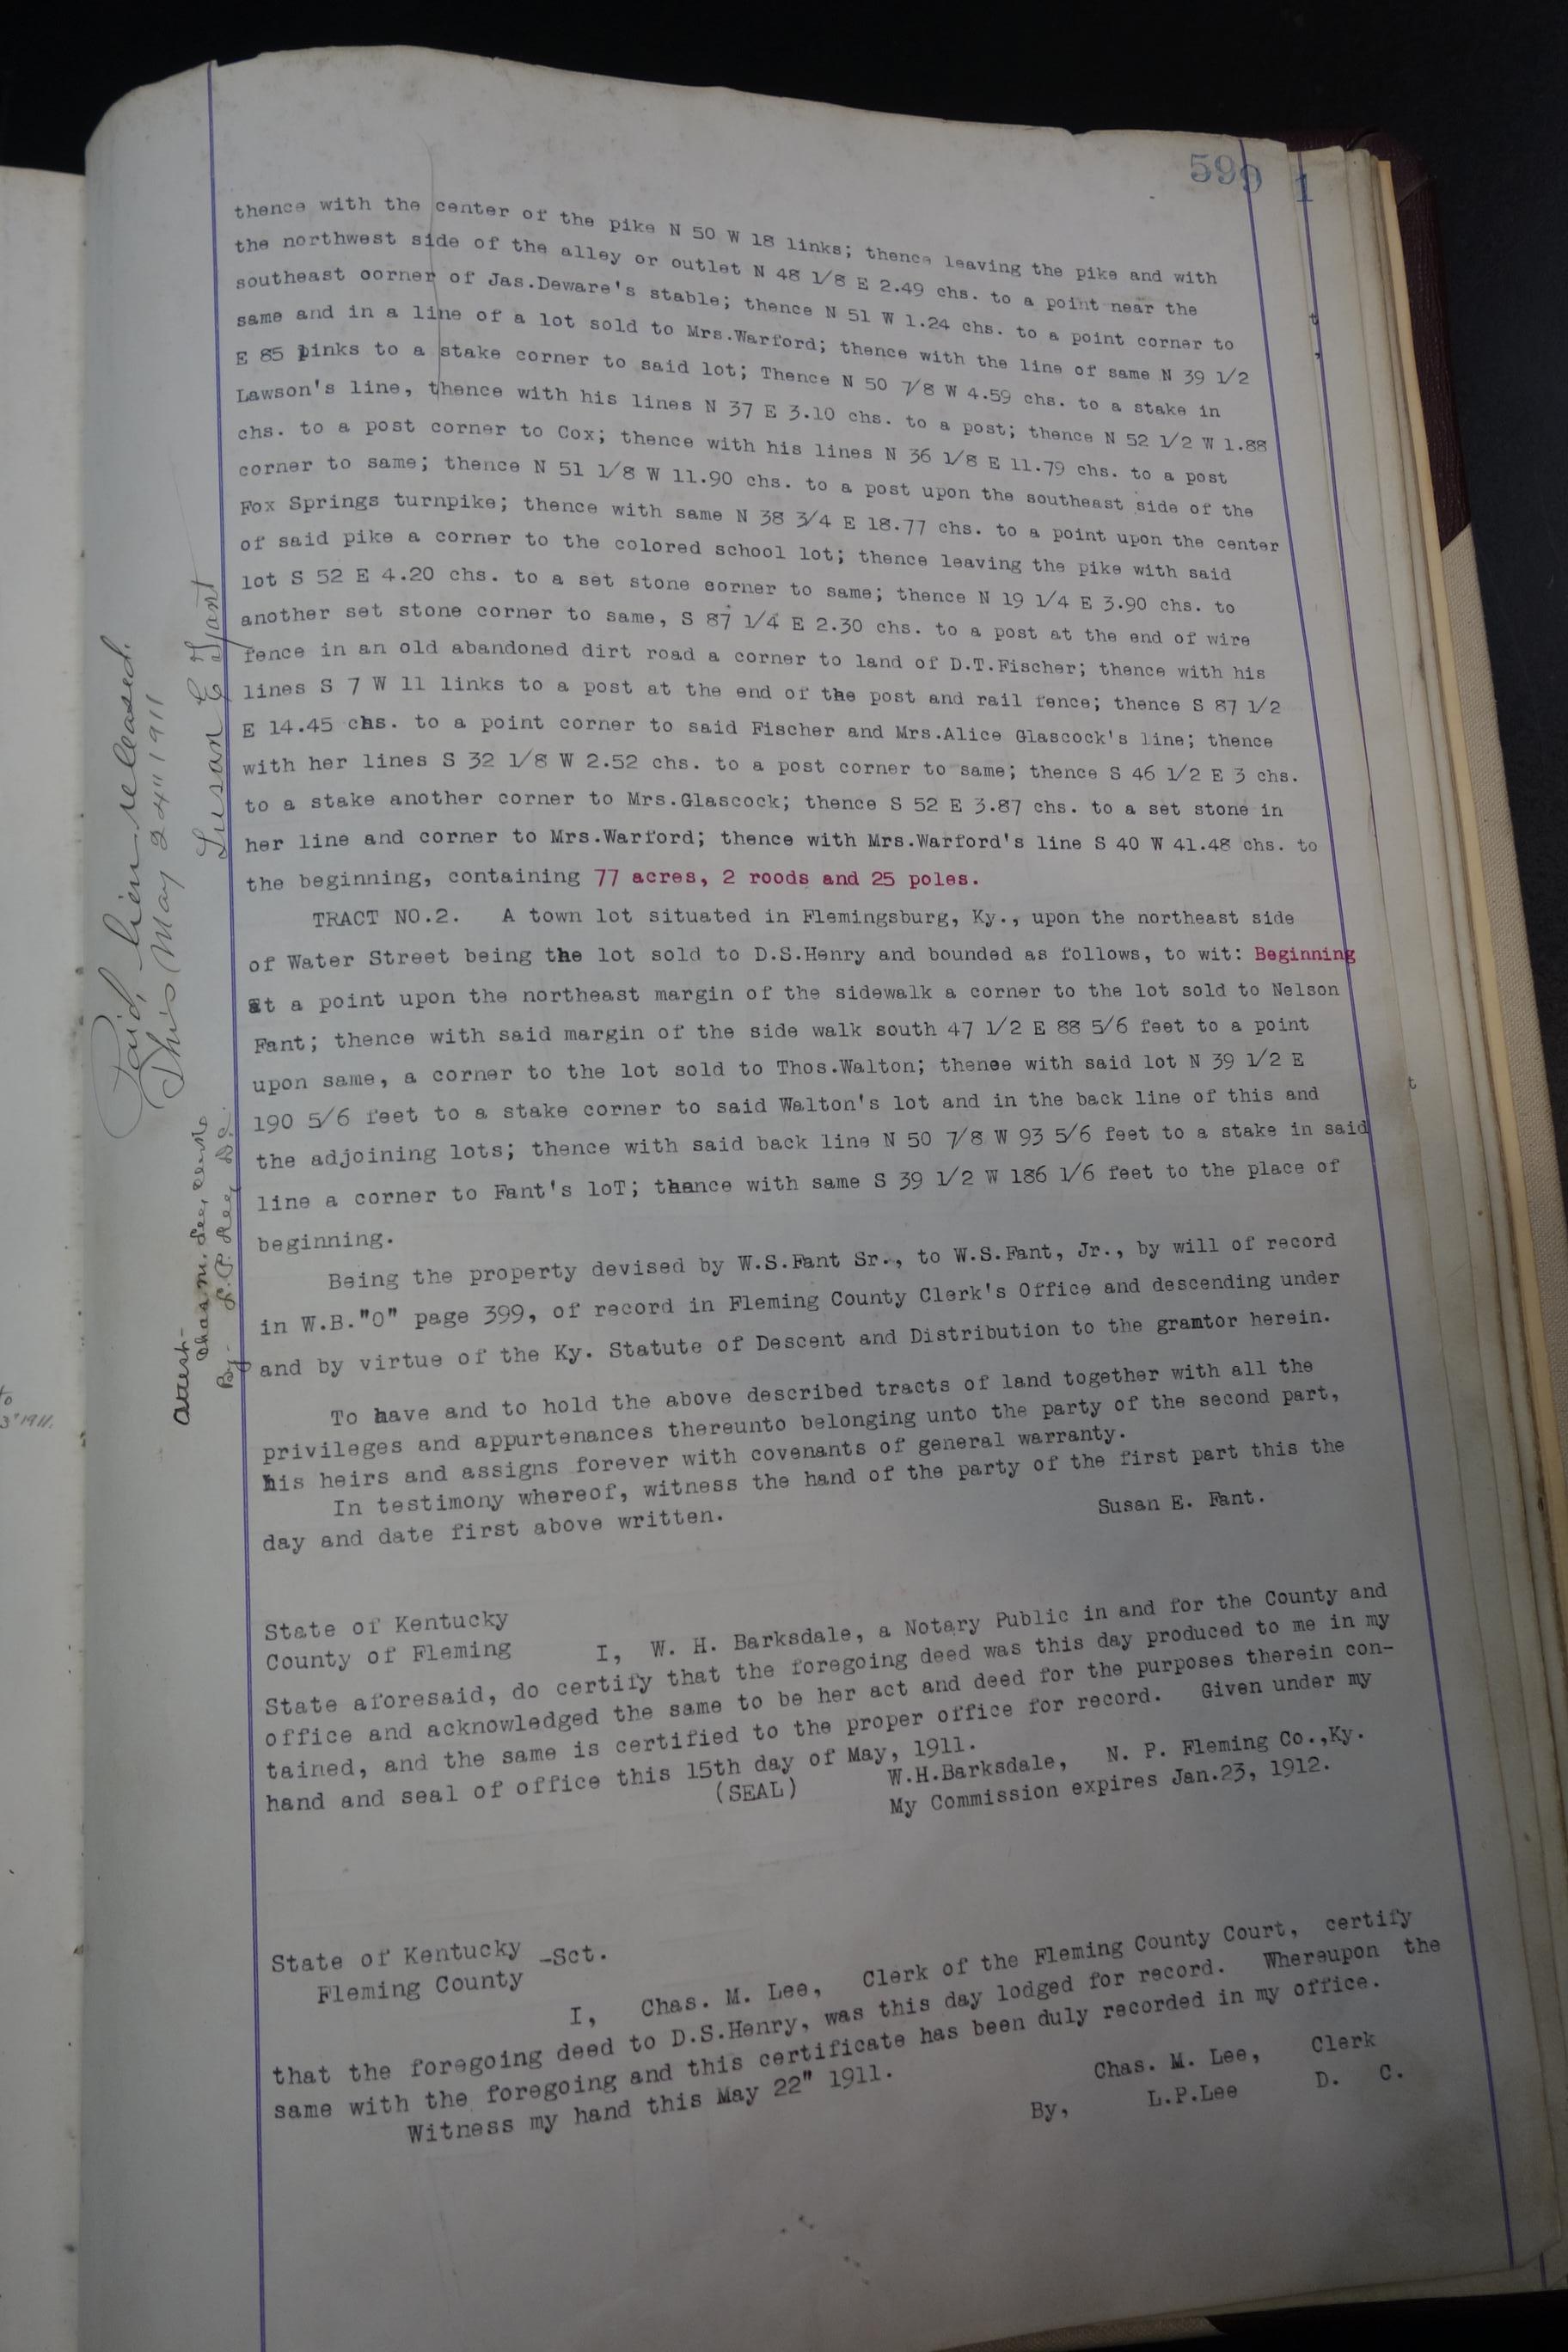 599
1
thence with the center of the pike N 50 W 18 links; thence leaving the pike and with
the northwest side of the alley or outlet N 48 1/8 E 2.49 chs. to a point near the
southeast corner of Jas.Deware's stable; thence N 51 W 1.24 chs. to a point corner to
same and in a line of a lot sold to Mrs.Warford; thence with the line of same N 39 1/2
E 85 links to a stake corner to said lot; Thence N 50 7/8 W 4.59 chs. to a stake in
Lawson's line, thence with his lines N 37 E 3.10 chs. to a post; thence N 52 1/2 W 1.88
chs. to a post corner to Cox; thence with his lines N 36 1/8 E 11.79 chs. to a post
corner to same; thence N 51 1/8 W 11.90 chs. to a post upon the southeast side of the
Fox Springs turnpike; thence with same N 38 3/4 E 18.77 chs. to a point upon the center
of said pike a corner to the colored school lot; thence leaving the pike with said
lot S 52 E 4.20 chs. to a set stone corner to same; thence N 19 1/4 E 3.90 chs. to
another set stone corner to same, S 87 1/4 E 2.30 chs. to a post at the end of wire
fence in an old abandoned dirt road a corner to land of D.T.Fischer; thence with his
lines S 7 W 11 links to a post at the end of the post and rail fence; thence S 87 1/2
E 14.45 chs. to a point corner to said Fischer and Mrs.Alice Glascock's line; thence
with her lines S 32 1/8 W 2.52 chs. to a post corner to same; thence S 46 1/2 E 3 chs.
to a stake another corner to Mrs.Glascock; thence S 52 E 3.87 chs. to a set stone in
her line and corner to Mrs.Warford; thence with Mrs.Warford's line S 40 W 41.48 chs. to
the beginning, containing 77 acres, 2 roods and 25 poles.
TRACT NO.2. A town lot situated in Flemingsburg, Ky., upon the northeast side
of Water Street being the lot sold to D.S.Henry and bounded as follows, to wit: Beginning
at a point upon the northeast margin of the sidewalk a corner to the lot sold to Nelson
Fant; thence with said margin of the side walk south 47 1/2 E 88 5/6 feet to a point
upon same, a corner to the lot sold to Thos.Walton; thenee with said lot N 39 1/2 E
190 5/6 feet to a stake corner to said Walton's lot and in the back line of this and
the adjoining lots; thence with said back line N 50 7/8 W 93 5/6 feet to a stake in said
line a corner to Fant's loT; thence with same S 39 1/2 W 186 1/6 feet to the place of
beginning.
Being the property devised by W.S.Fant Sr., to W.S.Fant, Jr., by will of record
in W.B."O" page 399, of record in Fleming County Clerk's Office and descending under
and by virtue of the Ky. Statute of Descent and Distribution to the grantor herein.
To have and to hold the above described tracts of land together with all the
privileges and appurtenances thereunto belonging unto the party of the second part,
his heirs and assigns forever with covenants of general warranty.
In testimony whereof, witness the hand of the party of the first part this the
day and date first above written.
Susan E. Fant.
State of Kentucky
County of Fleming I, W. H. Barksdale, a Notary Public in and for the County and
State aforesaid, do certify that the foregoing deed was this day produced to me in my
office and acknowledged the same to be her act and deed for the purposes therein con-
tained, and the same is certified to the proper office for record. Given under my
hand and seal of office this 15th day of May, 1911.
(SEAL) W.H.Barksdale, N. P. Fleming Co.,Ky.
My Commission expires Jan.23, 1912.
State of Kentucky -Sct.
Fleming County
I, Chas. M. Lee, Clerk of the Fleming County Court, certify
that the foregoing deed to D.S.Henry, was this day lodged for record. Whereupon the
same with the foregoing and this certificate has been duly recorded in my office.
Witness my hand this May 22" 1911.
Chas. M. Lee, Clerk
By, L.P.Lee D. C.
Paid, lien released.
This May 24" 1911
Susan E Fant
Attest-
Chas M. Lee, Clerk
By- L. P. Lee, D.C.
to
3" 1911.
t
t